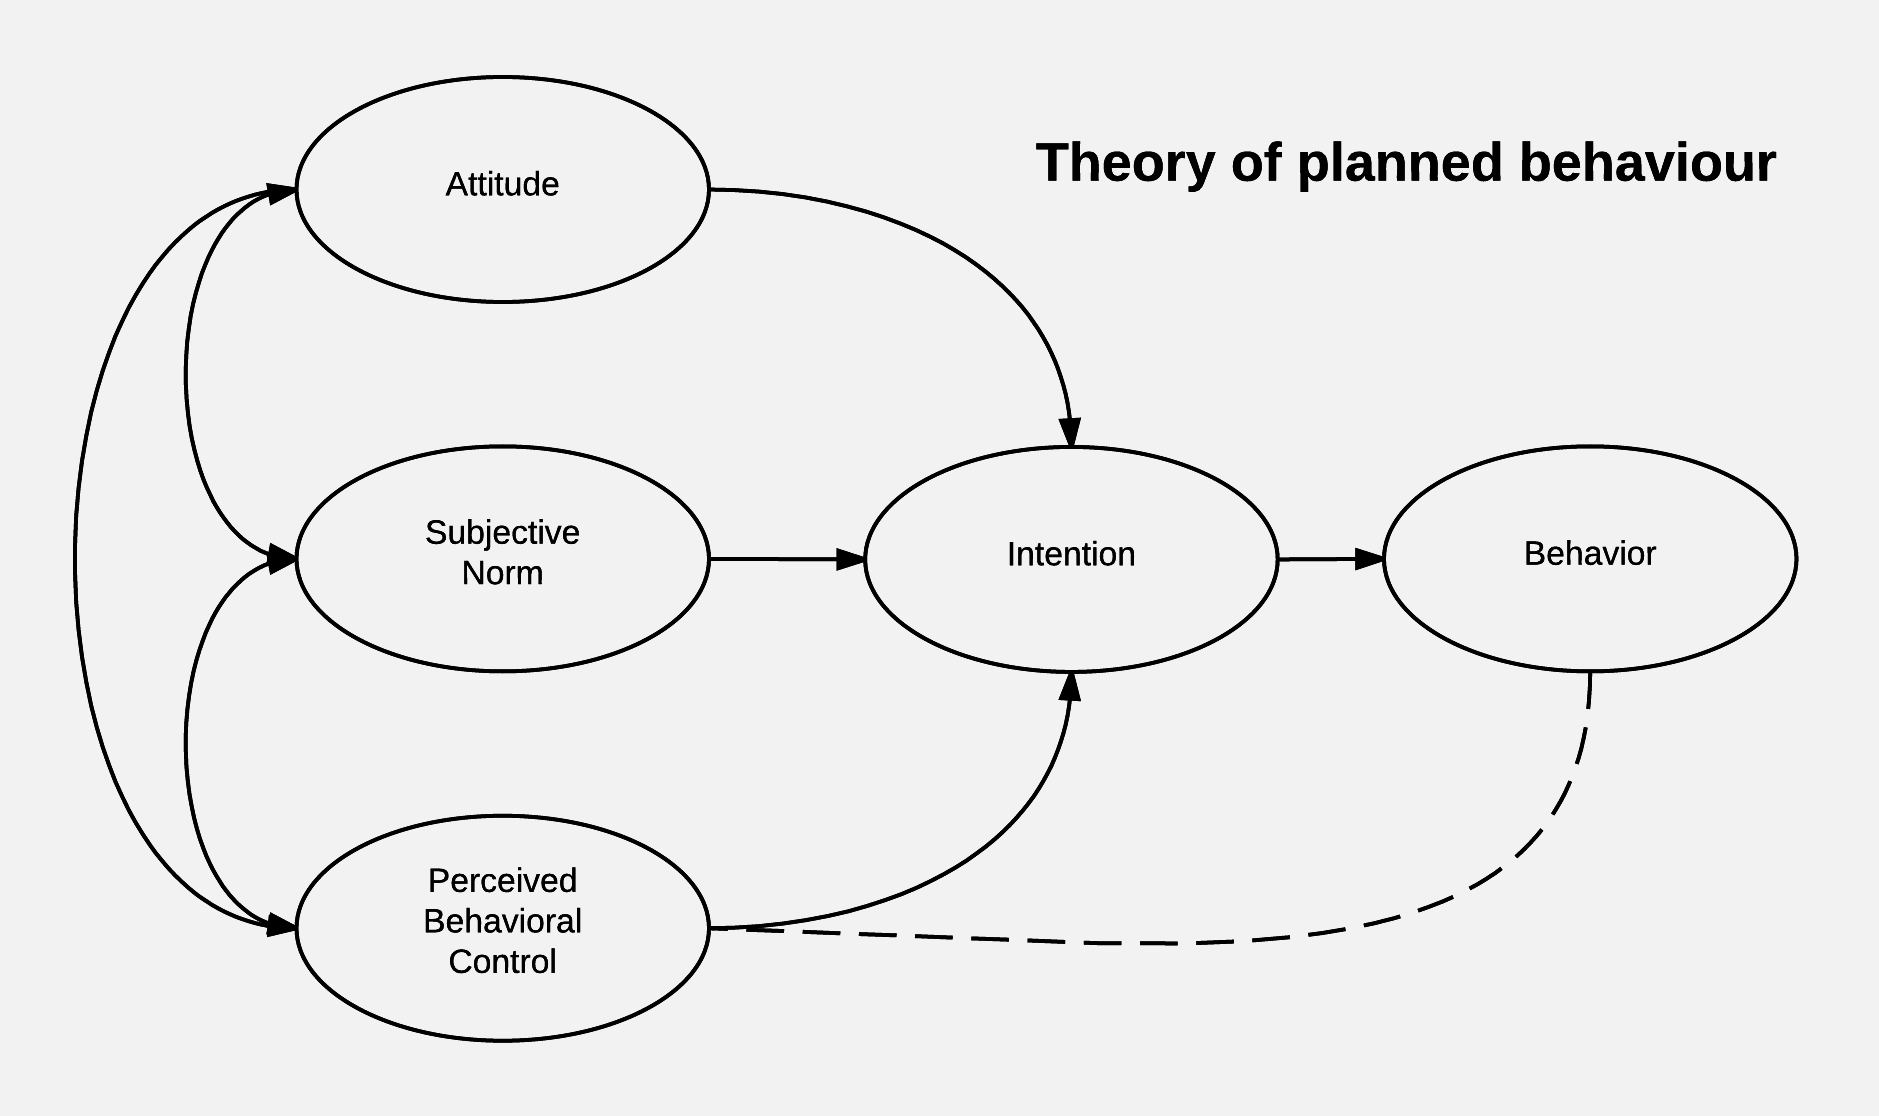 Theory of planned behaviour
Attitude
Subjective
Norm
Intention
Behavior
Perceived
Behavioral
Control